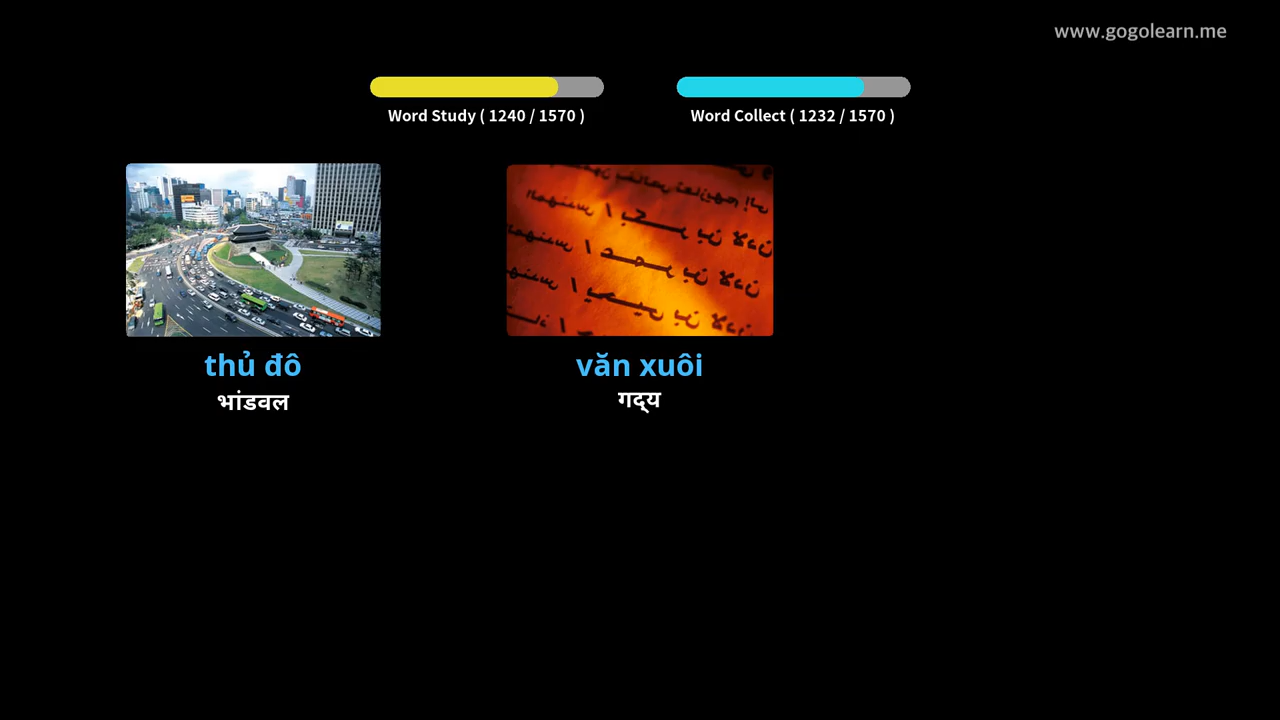 www.gogolearn.me
Word Study ( 1240 / 1570 )
Word Collect ( 1232 / 1570 )
thủ đô
भांडवल
văn xuôi
गद्य